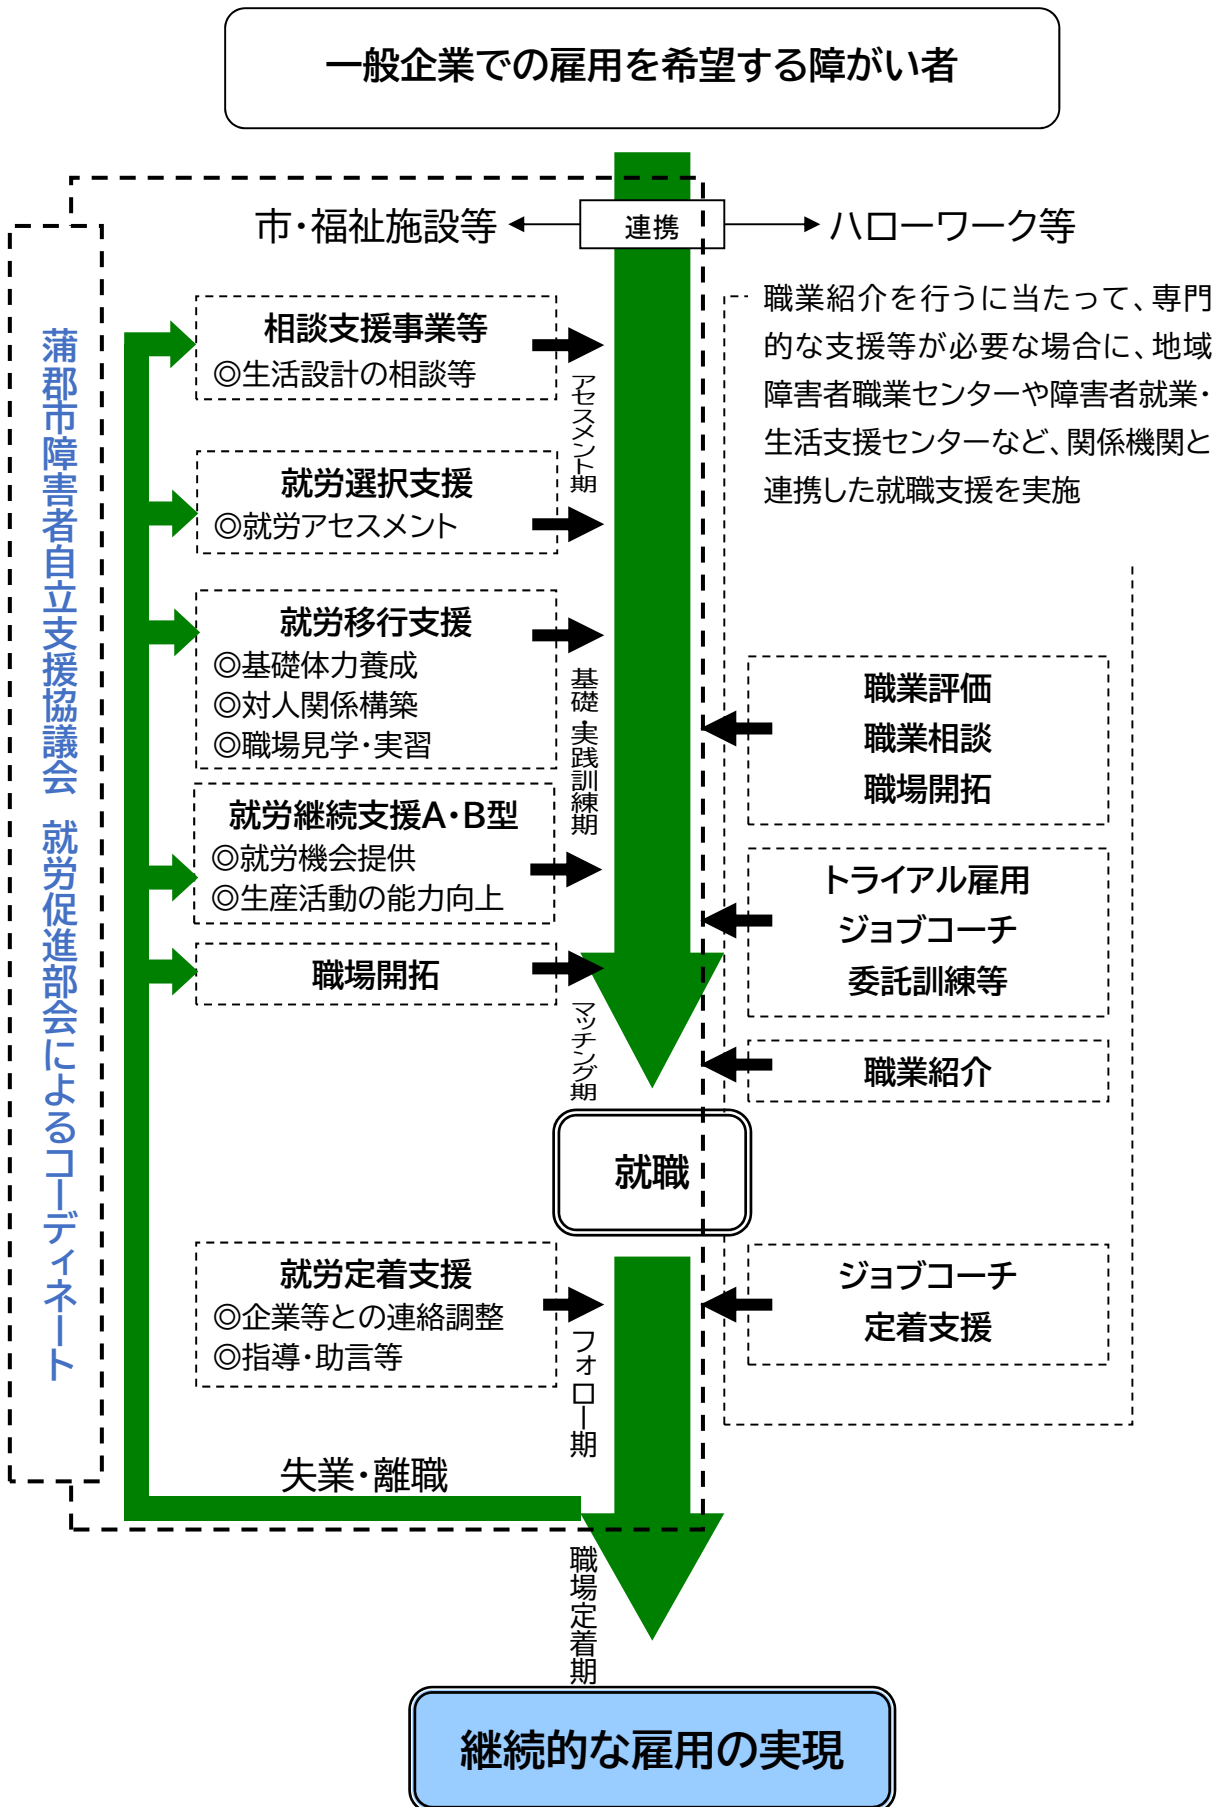 一般企業での雇用を希望する障がい者
市・福祉施設等
連携
ハローワーク等
蒲郡市障害者自立支援協議会 就労促進部会によるコーディネート
相談支援事業等
◎生活設計の相談等
アセスメント期
就労選択支援
◎就労アセスメント
就労移行支援
◎基礎体力養成
◎対人関係構築
◎職場見学・実習
基礎・実践訓練期
就労継続支援A・B型
◎就労機会提供
◎生産活動の能力向上
職場開拓
マッチング期
職業紹介を行うに当たって、専門
的な支援等が必要な場合に、地域
障害者職業センターや障害者就業・
生活支援センターなど、関係機関と
連携した就職支援を実施
職業評価
職業相談
職場開拓
トライアル雇用
ジョブコーチ
委託訓練等
職業紹介
就職
就労定着支援
◎企業等との連絡調整
◎指導・助言等
フォロー期
ジョブコーチ
定着支援
失業・離職
職場定着期
継続的な雇用の実現